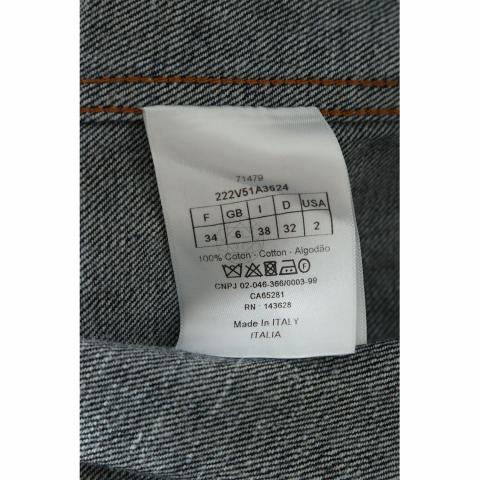 71479
222V51A3624
F GB I D USA
34 6 38 32 2
100% Coton - Cotton - Algodão
CNPJ 02-046-366/0003-99
CA65281
RN : 143628
Made In ITALY
ITALIA